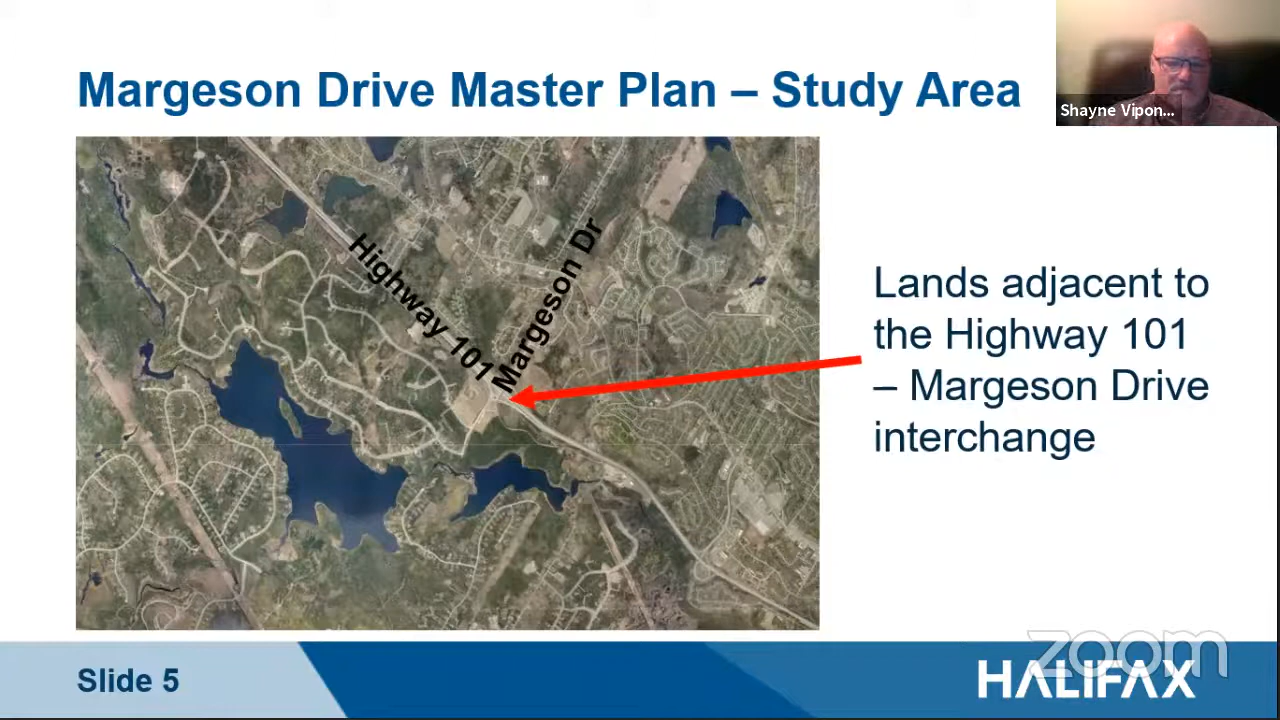 Margeson Drive Master Plan – Study Area
Shayne Vipon...
Highway 101
Margeson Dr
Lands adjacent to
the Highway 101
– Margeson Drive
interchange
Slide 5
zoom
HALIFAX